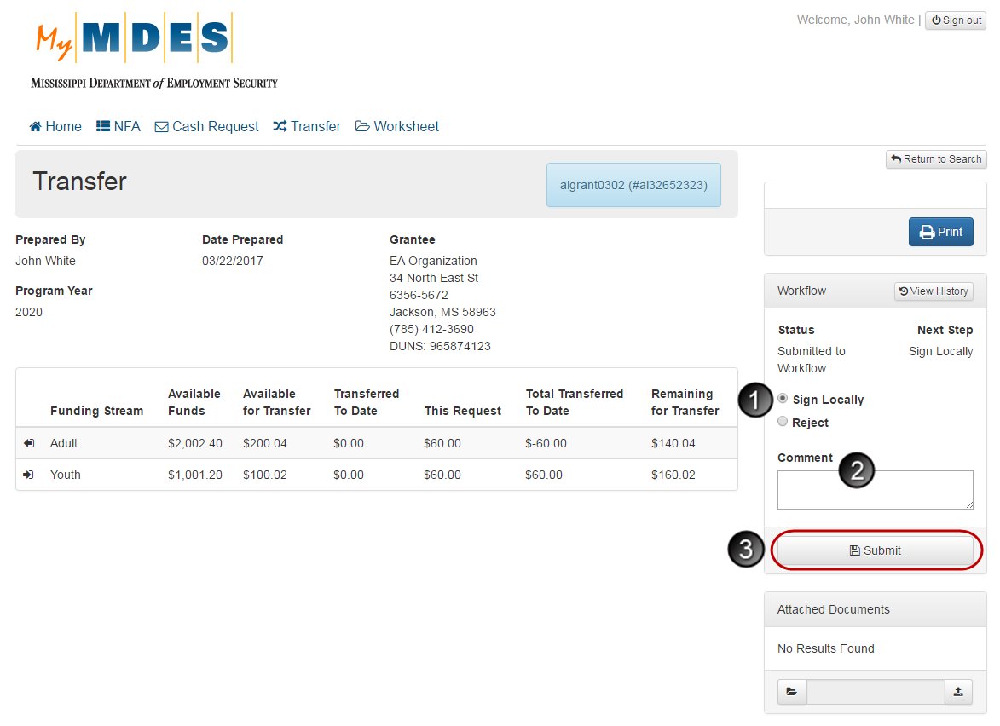 My MDES
Mississippi Department of Employment Security
Welcome, John White | Sign out
Home NFA Cash Request Transfer Worksheet
Return to Search
Transfer
aigrant0302 (#ai32652323)
Prepared By
John White
Date Prepared
03/22/2017
Program Year
2020
Grantee
EA Organization
34 North East St
6356-5672
Jackson, MS 58963
(785) 412-3690
DUNS: 965874123
Funding Stream Available Funds Available for Transfer Transferred To Date This Request Total Transferred To Date Remaining for Transfer
Adult $2,002.40 $200.04 $0.00 $60.00 $-60.00 $140.04
Youth $1,001.20 $100.02 $0.00 $60.00 $60.00 $160.02
Print
Workflow View History
Status
Submitted to
Workflow
Next Step
Sign Locally
1 Sign Locally
Reject
Comment 2
3 Submit
Attached Documents
No Results Found